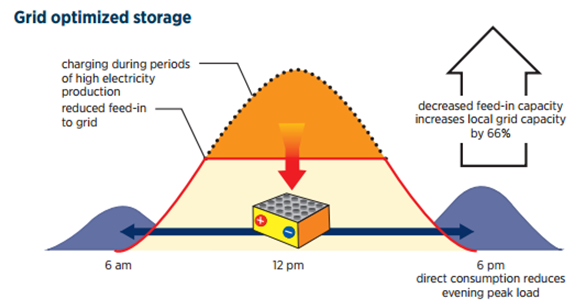 Grid optimized storage
charging during periods
of high electricity
production
reduced feed-in
to grid
decreased feed-in capacity
increases local grid capacity
by 66%
+
−
6 am
12 pm
6 pm
direct consumption reduces
evening peak load